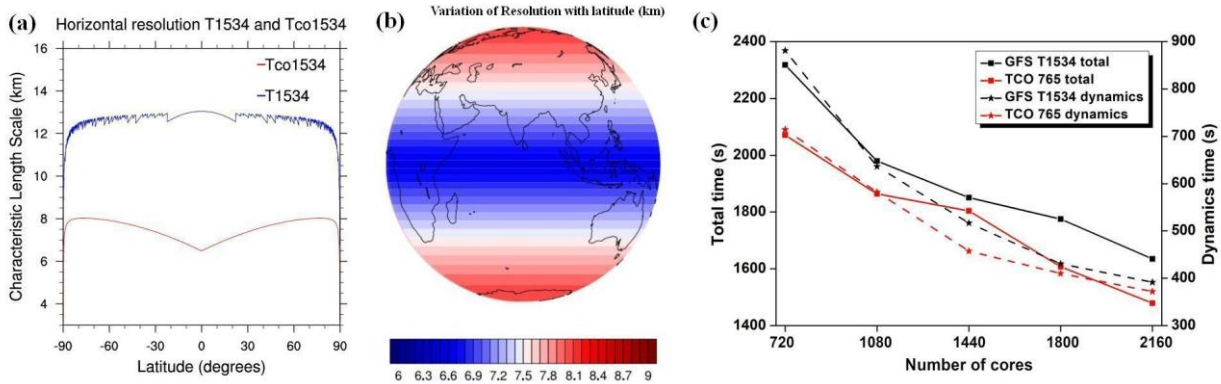 (a)
Horizontal resolution T1534 and Tco1534
Characteristic Length Scale (km)
16
14
12
10
8
6
4
Tco1534
T1534
-90 -60 -30 0 30 60 90
Latitude (degrees)
(b)
Variation of Resolution with latitude (km)
6 6.3 6.6 6.9 7.2 7.5 7.8 8.1 8.4 8.7 9
(c)
Total time (s)
2400
2200
2000
1800
1600
1400
GFS T1534 total
TCO 765 total
GFS T1534 dynamics
TCO 765 dynamics
900
800
700
600
500
400
300
Dynamics time (s)
720 1080 1440 1800 2160
Number of cores